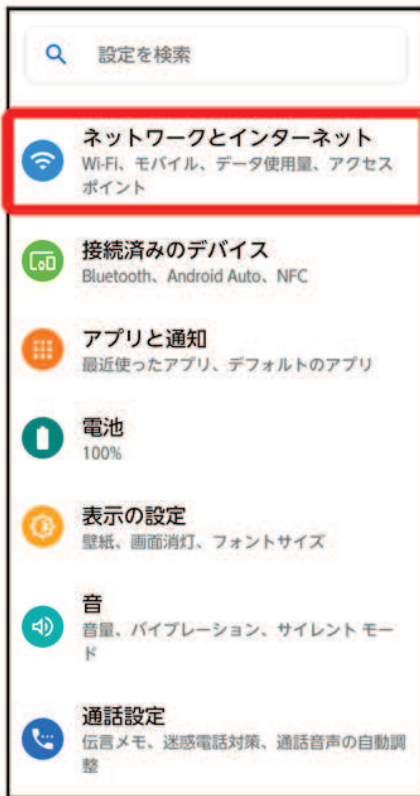 設定を検索
ネットワークとインターネット
Wi-Fi、モバイル、データ使用量、アクセス
ポイント
接続済みのデバイス
Bluetooth、Android Auto、NFC
アプリと通知
最近使ったアプリ、デフォルトのアプリ
電池
100%
表示の設定
壁紙、画面消灯、フォントサイズ
音
音量、バイブレーション、サイレント モー
ド
通話設定
伝言メモ、迷惑電話対策、通話音声の自動調
整